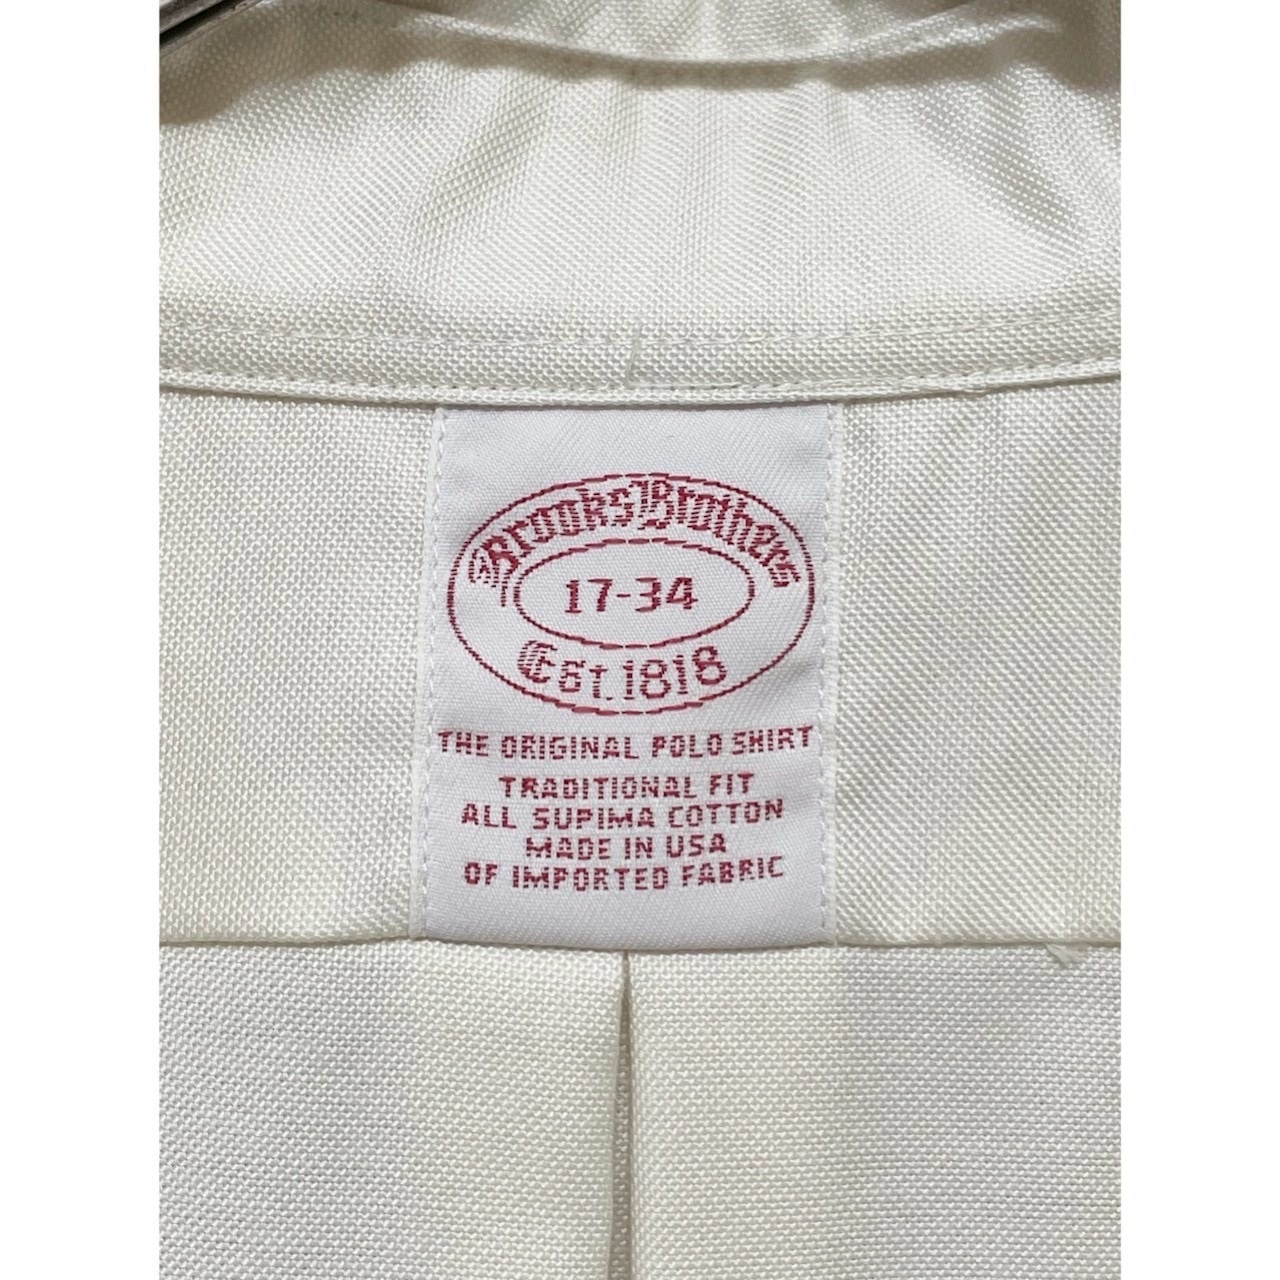 Brooks Brothers
17-34
Est. 1818
THE ORIGINAL POLO SHIRT
TRADITIONAL FIT
ALL SUPIMA COTTON
MADE IN USA
OF IMPORTED FABRIC